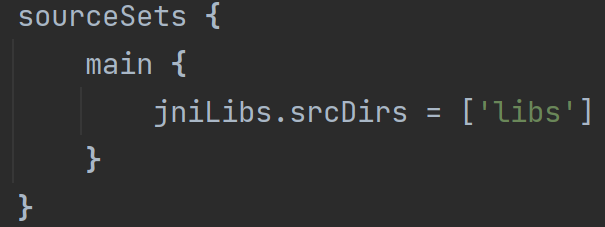 sourceSets {
    main {
        jniLibs.srcDirs = ['libs']
    }
}